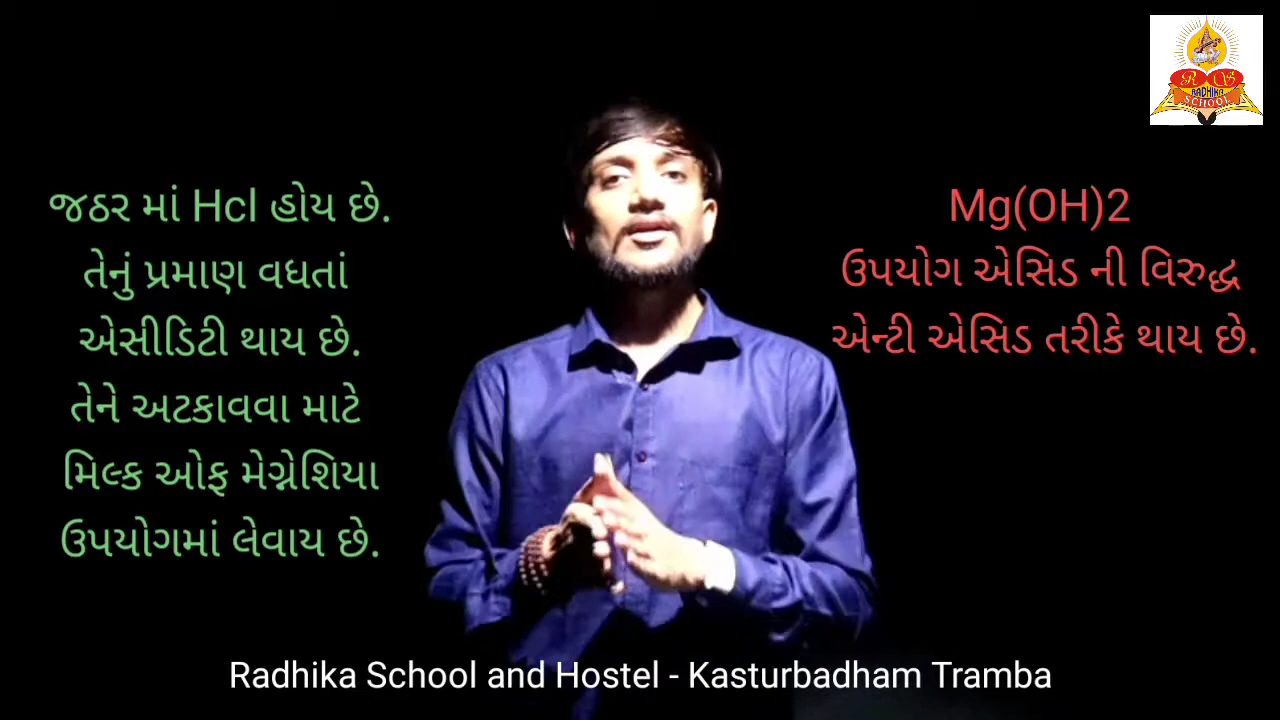 જઠર માં Hcl હોય છે.
તેનું પ્રમાણ વધતાં
એસીડિટી થાય છે.
તેને અટકાવવા માટે
મિલ્ક ઓફ મેગ્નેશિયા
ઉપયોગમાં લેવાય છે.
Mg(OH)2
ઉપયોગ એસિડ ની વિરુદ્ધ
એન્ટી એસિડ તરીકે થાય છે.
R S
RADHIKA
SCHOOL
Radhika School and Hostel - Kasturbadham Tramba